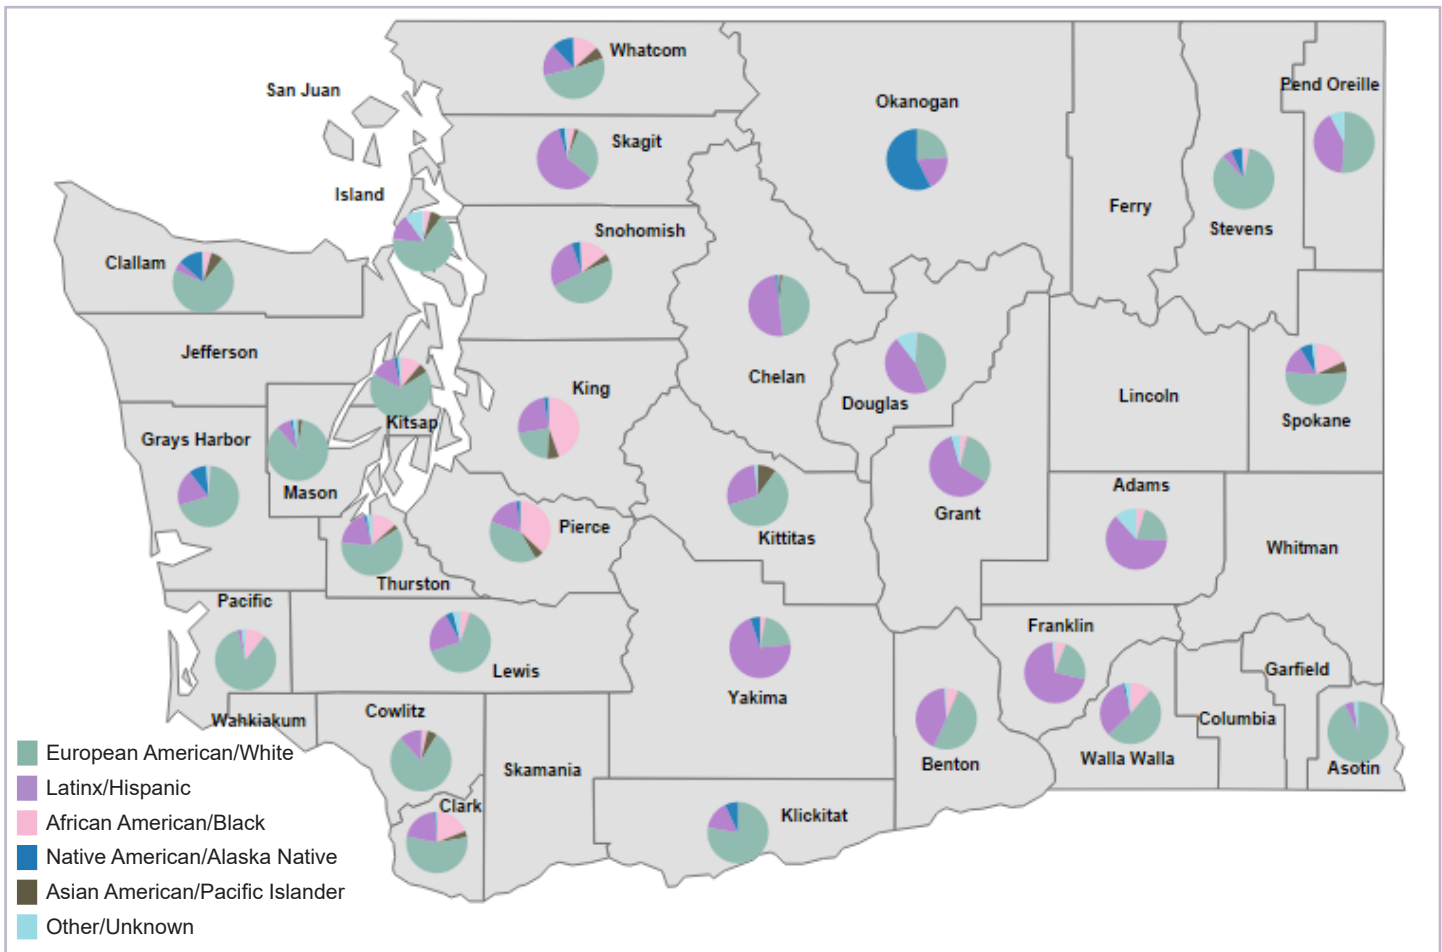 Whatcom
San Juan
Pend Oreille
Okanogan
Skagit
Island
Ferry
Snohomish
Stevens
Clallam
Jefferson
Chelan
King
Douglas
Lincoln
Kitsap
Spokane
Grays Harbor
Mason
Adams
Grant
Pierce
Kittitas
Whitman
Thurston
Pacific
Franklin
Lewis
Garfield
Yakima
Cowlitz
Wahkiakum
Columbia
Walla Walla
Benton
Skamania
Asotin
Clark
Klickitat
European American/White
Latinx/Hispanic
African American/Black
Native American/Alaska Native
Asian American/Pacific Islander
Other/Unknown